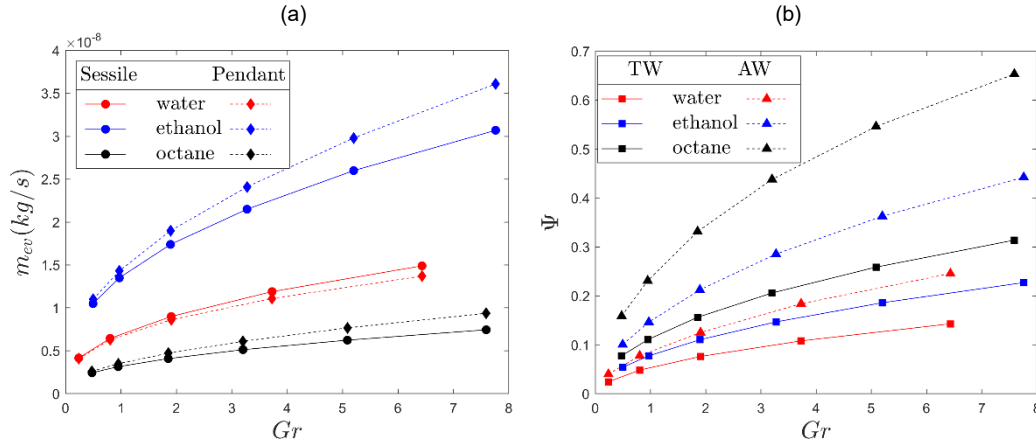 (a)
×10⁻⁸
4
3.5
3
2.5
2
1.5
1
0.5
0
m_ev(kg/s)
Sessile Pendant
water
ethanol
octane
0 1 2 3 4 5 6 7 8
Gr
(b)
0.7
0.6
0.5
0.4
0.3
0.2
0.1
0
Ψ
TW AW
water
ethanol
octane
0 1 2 3 4 5 6 7 8
Gr